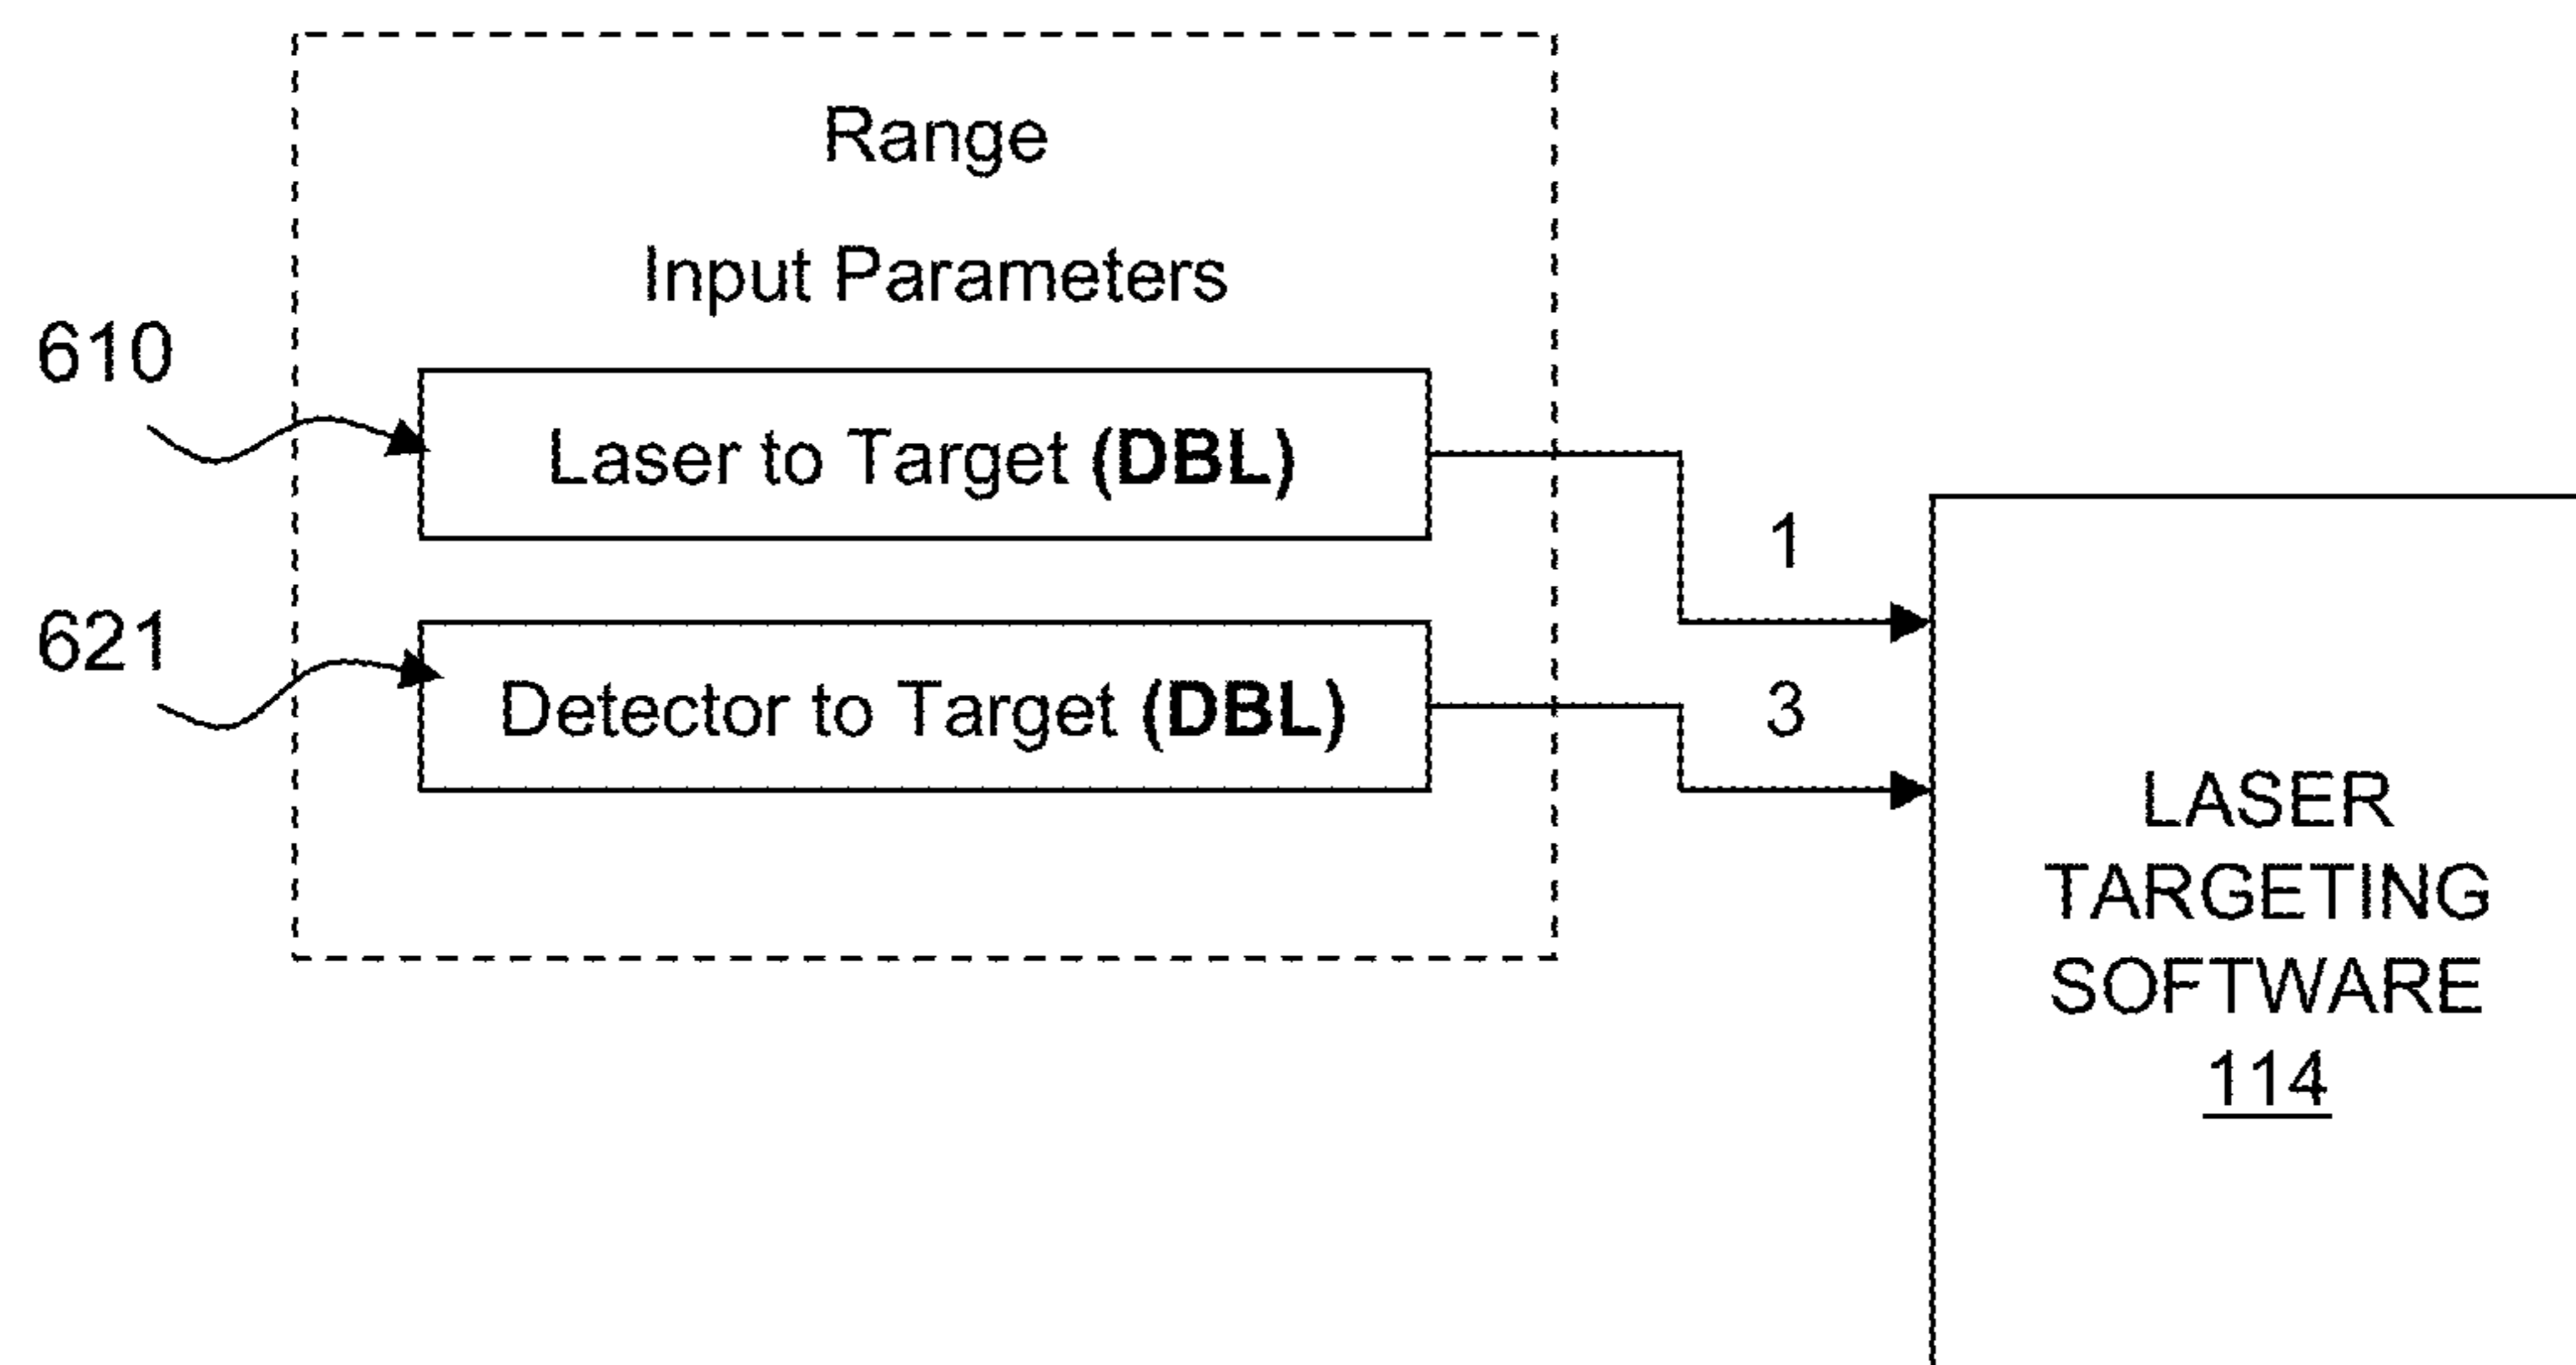 Range
Input Parameters
610
Laser to Target (DBL)
1
621
Detector to Target (DBL)
3
LASER
TARGETING
SOFTWARE
114